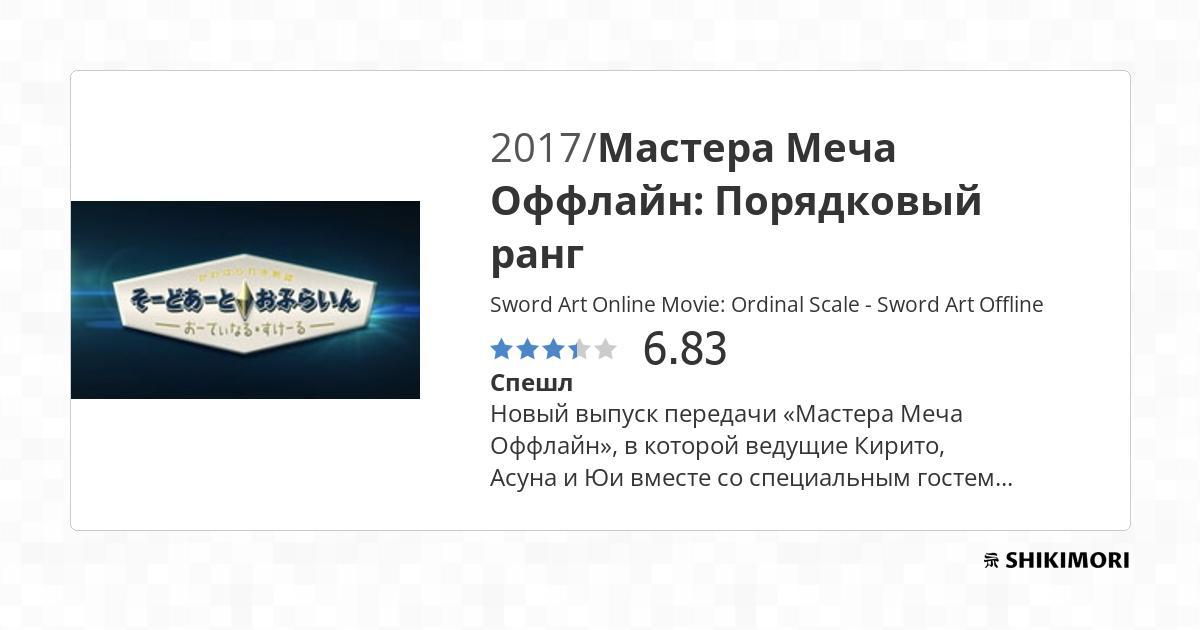 そーどあーと おふらいん
おーでぃなる・すけーる
2017/Мастера Меча
Оффлайн: Порядковый
ранг
Sword Art Online Movie: Ordinal Scale - Sword Art Offline
6.83
Спешл
Новый выпуск передачи «Мастера Меча
Оффлайн», в которой ведущие Кирито,
Асуна и Юи вместе со специальным гостем...
SHIKIMORI